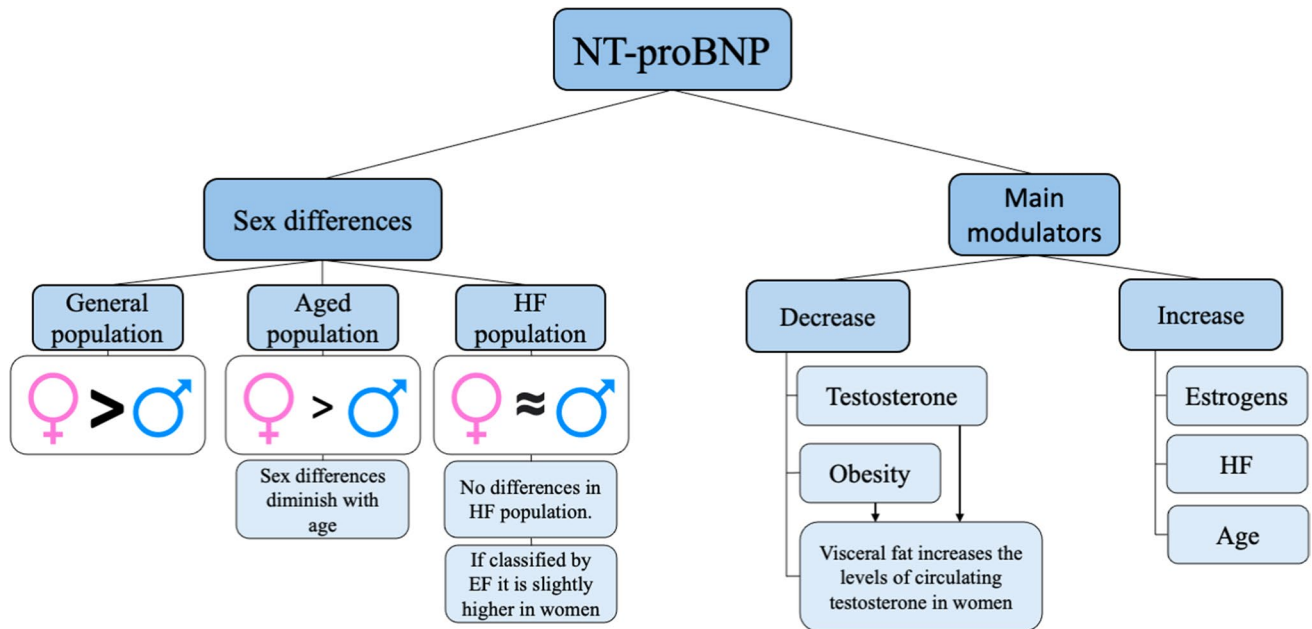 NT-proBNP
Sex differences
General
population
>
Aged
population
>
Sex differences
diminish with
age
HF
population
≈
No differences in
HF population.
If classified by
EF it is slightly
higher in women
Main
modulators
Decrease
Testosterone
Obesity
Visceral fat increases the
levels of circulating
testosterone in women
Increase
Estrogens
HF
Age